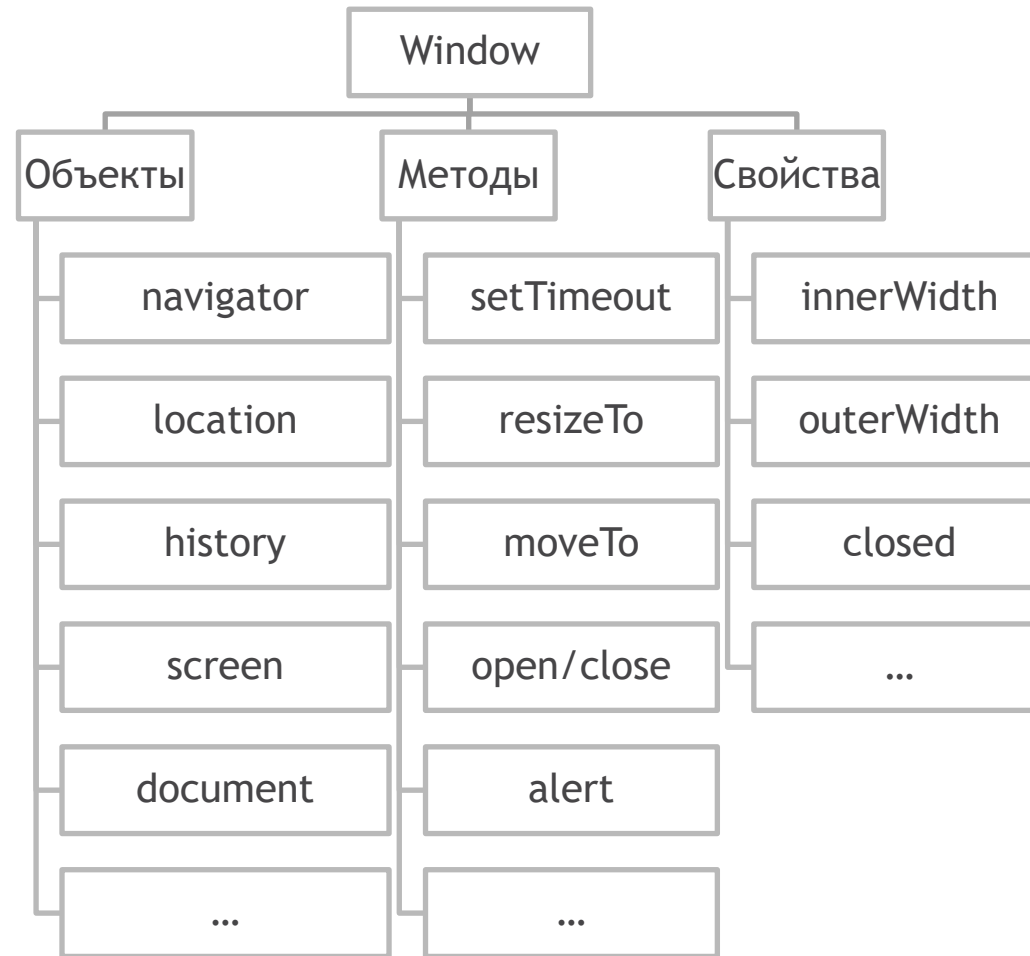 Window
Объекты
navigator
location
history
screen
document
...
Методы
setTimeout
resizeTo
moveTo
open/close
alert
...
Свойства
innerWidth
outerWidth
closed
...